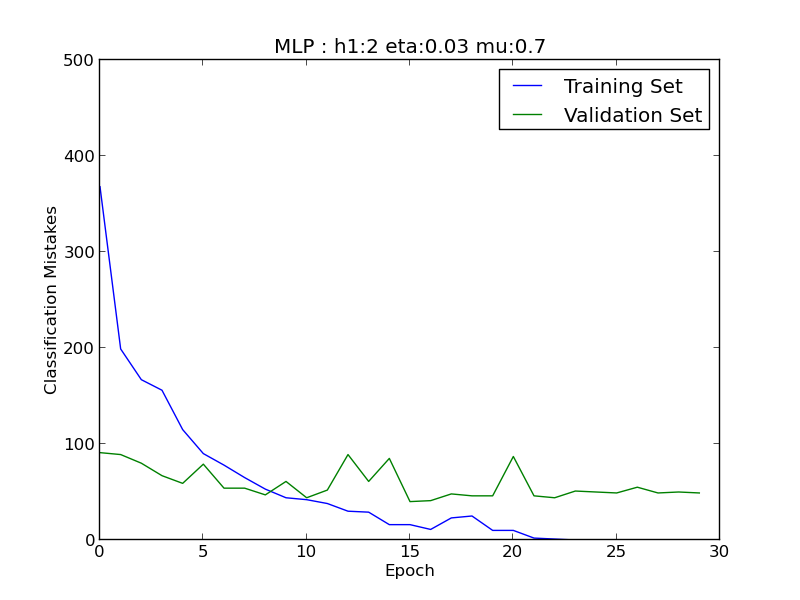 MLP : h1:2 eta:0.03 mu:0.7
Training Set
Validation Set
500
400
300
200
100
0
Classification Mistakes
0 5 10 15 20 25 30
Epoch